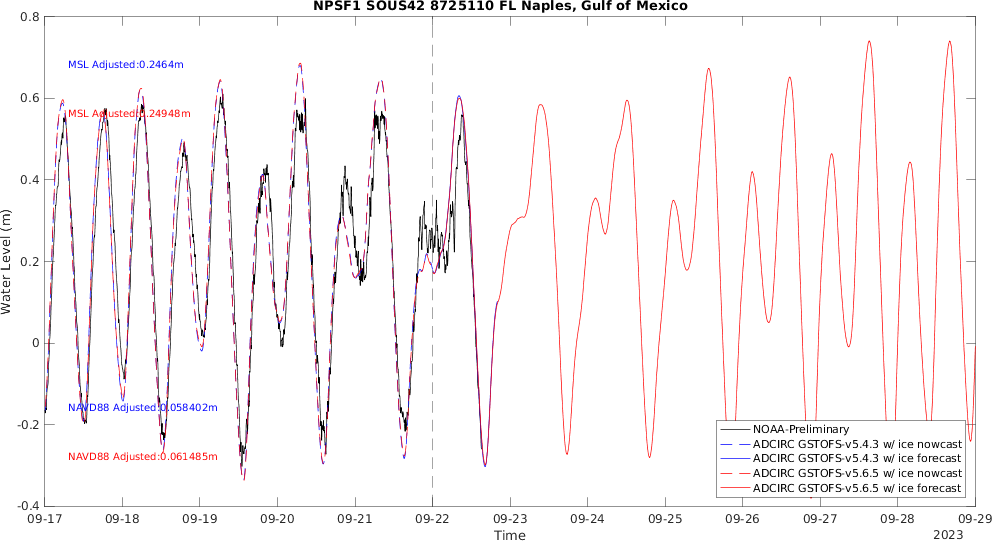 NPSF1 SOUS42 8725110 FL Naples, Gulf of Mexico
0.8
MSL Adjusted:0.2464m
0.6
MSL Adjusted:0.24948m
0.4
0.2
0
-0.2
-0.4
Water Level (m)
NAVD88 Adjusted:0.058402m
NAVD88 Adjusted:0.061485m
NOAA-Preliminary
ADCIRC GSTOFS-v5.4.3 w/ ice nowcast
ADCIRC GSTOFS-v5.4.3 w/ ice forecast
ADCIRC GSTOFS-v5.6.5 w/ ice nowcast
ADCIRC GSTOFS-v5.6.5 w/ ice forecast
09-17 09-18 09-19 09-20 09-21 09-22 09-23 09-24 09-25 09-26 09-27 09-28 09-29
Time
2023